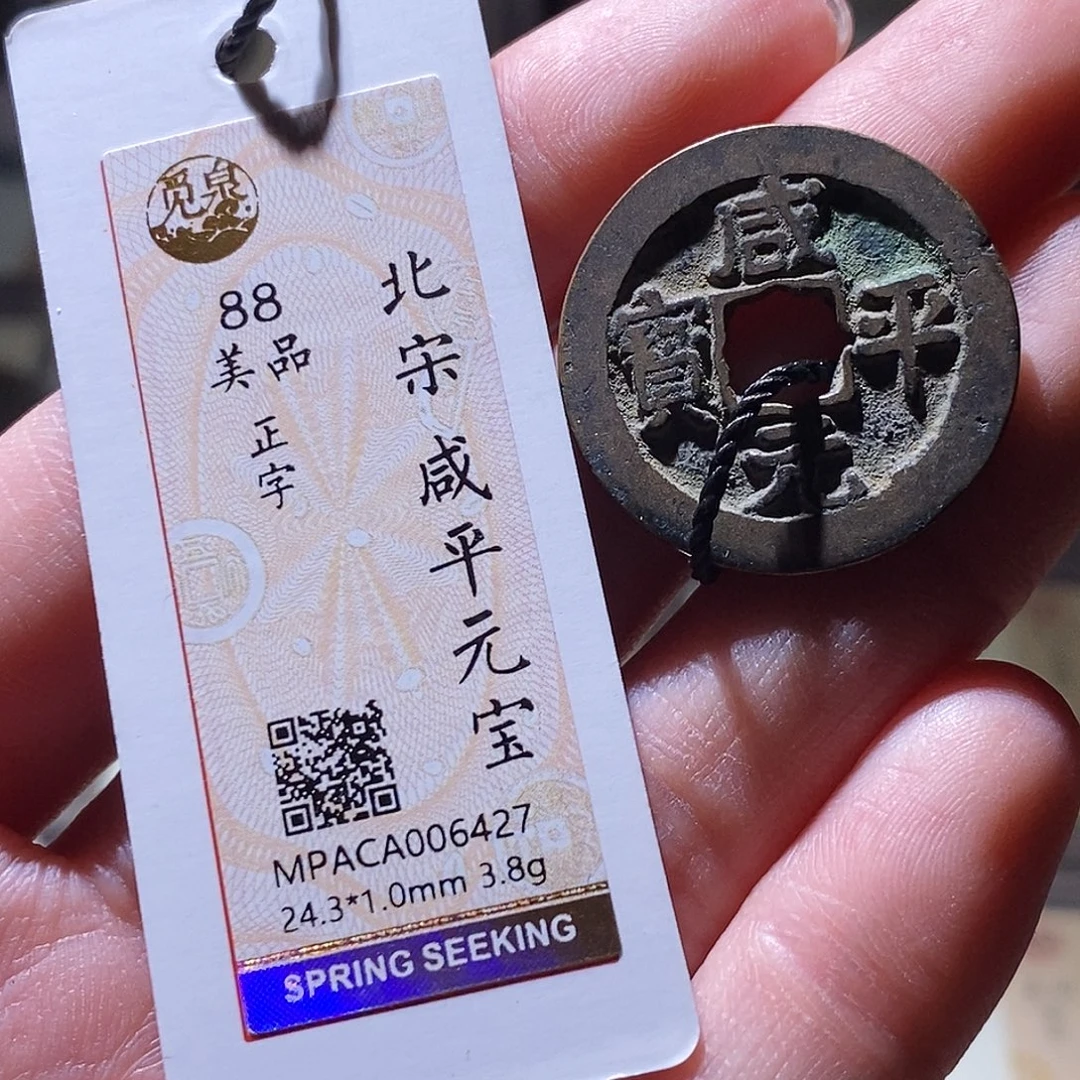 觅泉
88
美品
正字
北宋咸平元宝
MPACA006427
24.3*1.0mm 3.8g
SPRING SEEKING
咸平元寶